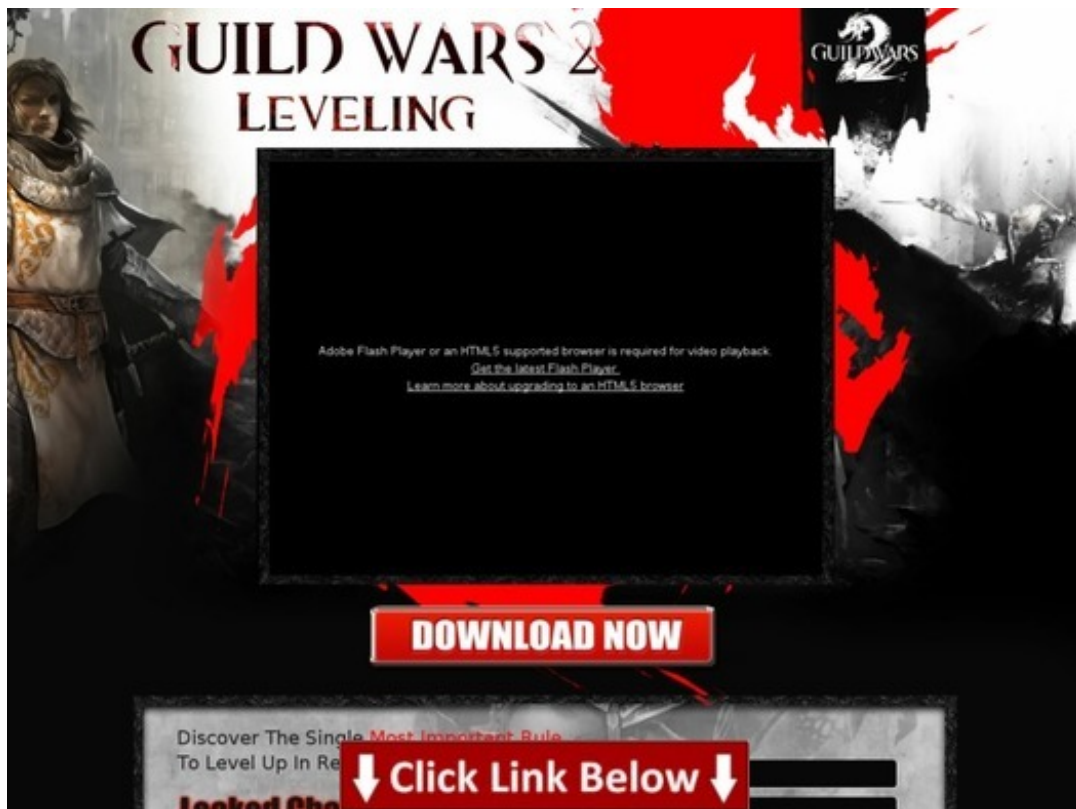 GUILD WARS 2
LEVELING
GUILD WARS
2
Adobe Flash Player or an HTML5 supported browser is required for video playback.
Get the latest Flash Player
Learn more about upgrading to an HTML5 browser
DOWNLOAD NOW
Discover The Single Most Important Rule
To Level Up In Re
Click Link Below